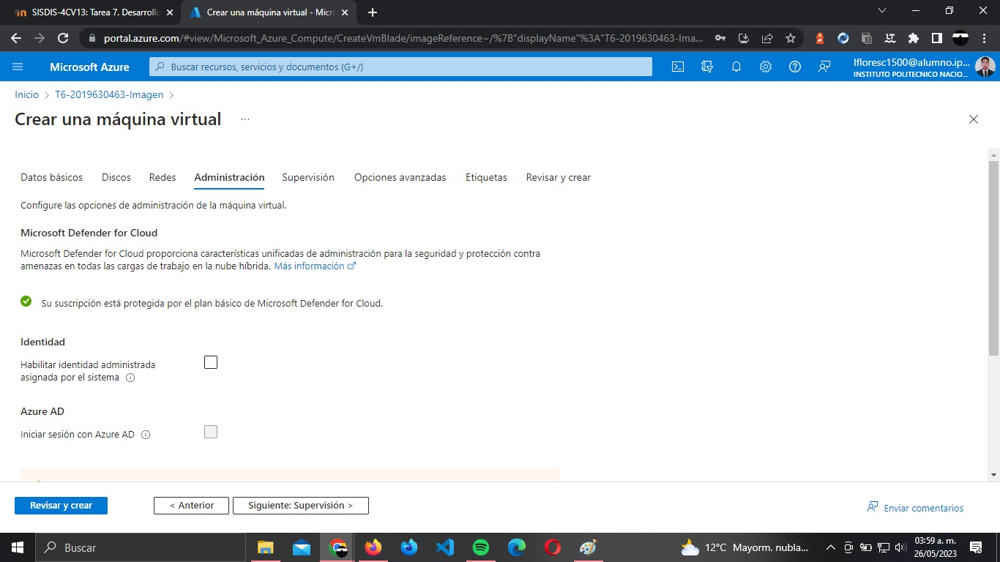 SISDIS-4CV13: Tarea 7. Desarroll
Crear una máquina virtual - Micr
portal.azure.com/#view/Microsoft_Azure_Compute/CreateVmBlade/imageReference~/%7B"displayName"%3A"T6-2019630463-Ima...
Microsoft Azure
Buscar recursos, servicios y documentos (G+/)
lfloresc1500@alumno.ip...
INSTITUTO POLITECNICO NACIO...
Inicio > T6-2019630463-Imagen >
Crear una máquina virtual ...
Datos básicos Discos Redes Administración Supervisión Opciones avanzadas Etiquetas Revisar y crear
Configure las opciones de administración de la máquina virtual.
Microsoft Defender for Cloud
Microsoft Defender for Cloud proporciona características unificadas de administración para la seguridad y protección contra
amenazas en todas las cargas de trabajo en la nube híbrida. Más información
Su suscripción está protegida por el plan básico de Microsoft Defender for Cloud.
Identidad
Habilitar identidad administrada
asignada por el sistema
Azure AD
Iniciar sesión con Azure AD
Revisar y crear
< Anterior
Siguiente: Supervisión >
Enviar comentarios
Buscar
12°C Mayorm. nubla...
03:59 a. m.
26/05/2023